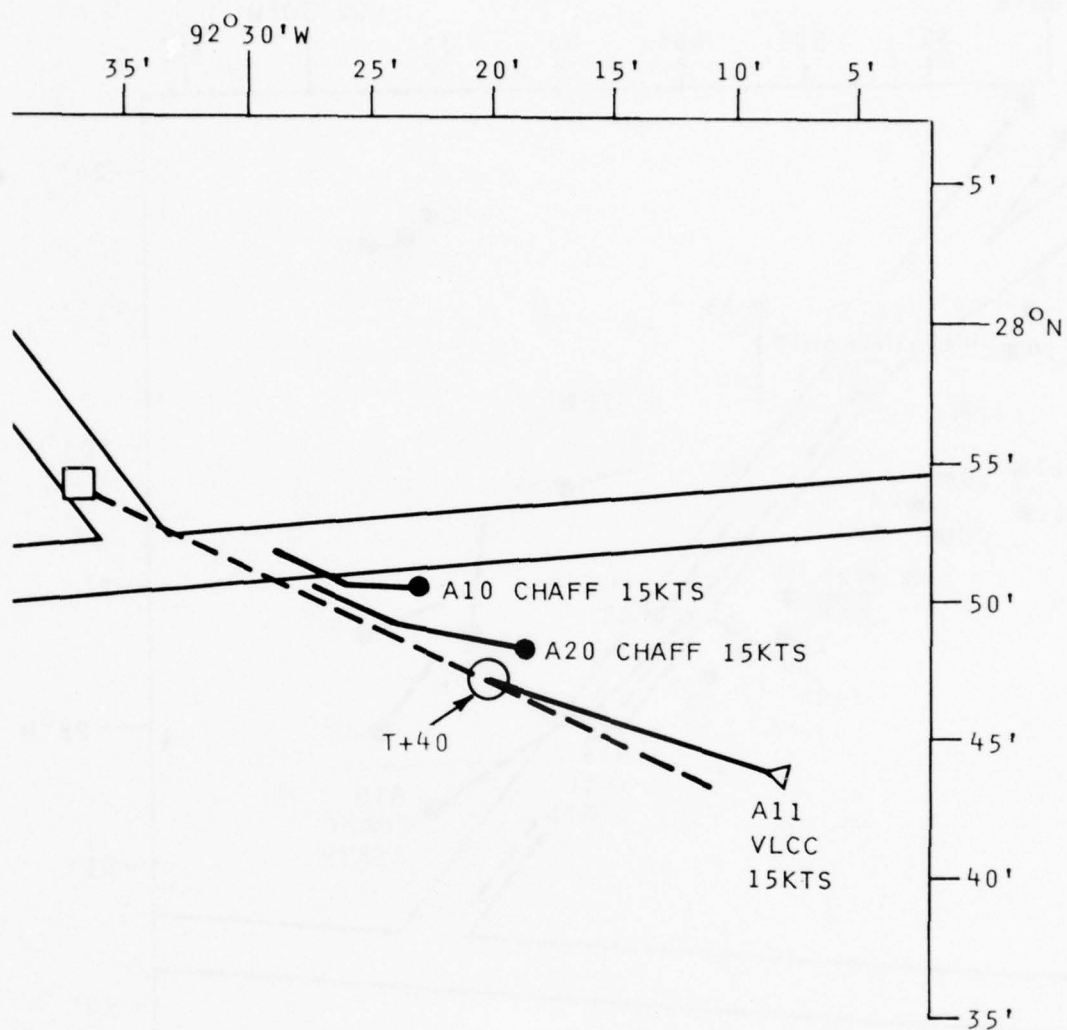 92°30'W
35' 25' 20' 15' 10' 5'
5'
28°N
55'
50'
A10 CHAFF 15KTS
A20 CHAFF 15KTS
T+40
45'
A11
VLCC
15KTS
40'
35'